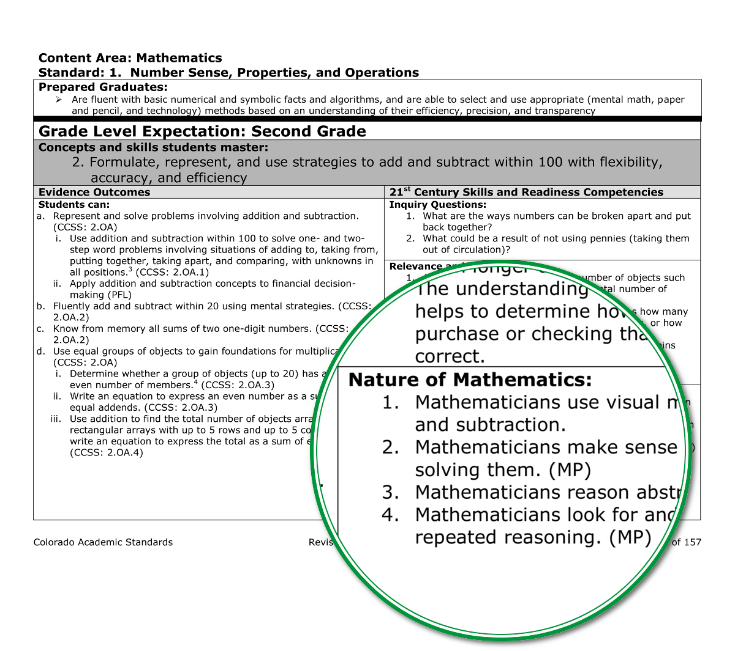 Content Area: Mathematics
Standard: 1. Number Sense, Properties, and Operations
Prepared Graduates:
➢ Are fluent with basic numerical and symbolic facts and algorithms, and are able to select and use appropriate (mental math, paper
and pencil, and technology) methods based on an understanding of their efficiency, precision, and transparency
Grade Level Expectation: Second Grade
Concepts and skills students master:
2. Formulate, represent, and use strategies to add and subtract within 100 with flexibility,
accuracy, and efficiency
Evidence Outcomes
Students can:
a. Represent and solve problems involving addition and subtraction.
(CCSS: 2.OA)
i. Use addition and subtraction within 100 to solve one- and two-
step word problems involving situations of adding to, taking from,
putting together, taking apart, and comparing, with unknowns in
all positions.3 (CCSS: 2.OA.1)
ii. Apply addition and subtraction concepts to financial decision-
making (PFL)
b. Fluently add and subtract within 20 using mental strategies. (CCSS:
2.OA.2)
c. Know from memory all sums of two one-digit numbers. (CCSS:
2.OA.2)
d. Use equal groups of objects to gain foundations for
(CCSS: 2.OA)
i. Determine whether a group of objects (up to 20) has
even number of members.4 (CCSS: 2.OA.3)
ii. Write an equation to express an even number as a
equal addends. (CCSS: 2.OA.3)
iii. Use addition to find the total number of objects
rectangular arrays with up to 5 rows and up to 5
write an equation to express the total as a sum of
(CCSS: 2.OA.4)
21st Century Skills and Readiness Competencies
Inquiry Questions:
1. What are the ways numbers can be broken apart and put
back together?
2. What could be a result of not using pennies (taking them
out of circulation)?
Relevance
number of objects such
number of
how many
or how
longer
The understanding
helps to determine
purchase or checking
correct.
Nature of Mathematics:
1. Mathematicians use visual
and subtraction.
2. Mathematicians make sense
solving them. (MP)
3. Mathematicians reason
4. Mathematicians look for and
repeated reasoning. (MP)
Colorado Academic Standards
of 157